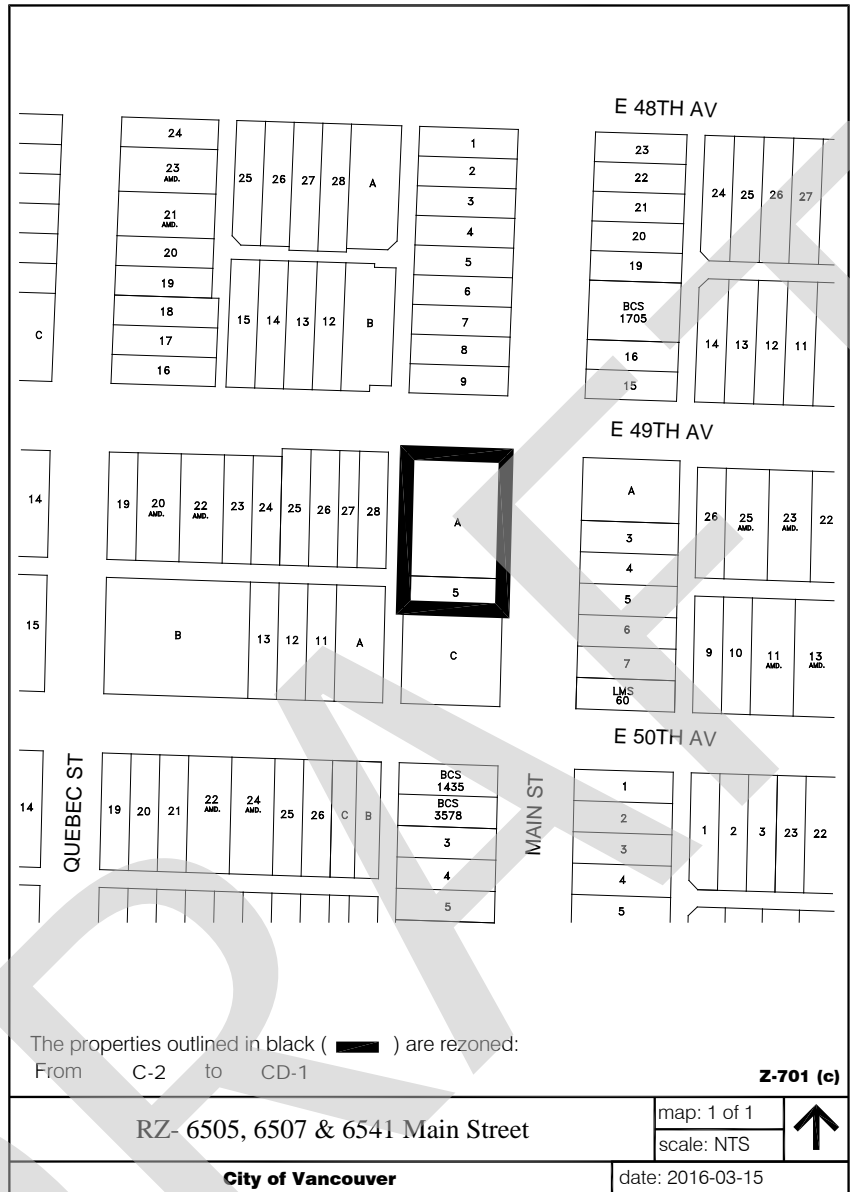 E 48TH AV
24
23
AMD.
21
AMD.
20
19
18
17
16
25 26 27 28 A
15 14 13 12 B
1
2
3
4
5
6
7
8
9
23
22
21
20
19
BCS
1705
16
15
24 25 26 27
14 13 12 11
C
E 49TH AV
14
19 20 22 23 24 25 26 27 28
AMD. AMD.
A
5
C
A
3
4
5
6
7
LMS
60
26 25 23 22
AMD. AMD.
15
B 13 12 11 A
9 10 11 13
AMD. AMD.
E 50TH AV
14
QUEBEC ST
19 20 21 22 24 25 26 C B
AMD. AMD.
BCS
1435
BCS
3578
3
4
5
MAIN ST
1
2
3
4
5
1 2 3 23 22
DRAFT
The properties outlined in black ( ) are rezoned:
From C-2 to CD-1
Z-701 (c)
RZ- 6505, 6507 & 6541 Main Street
map: 1 of 1
scale: NTS
City of Vancouver
date: 2016-03-15